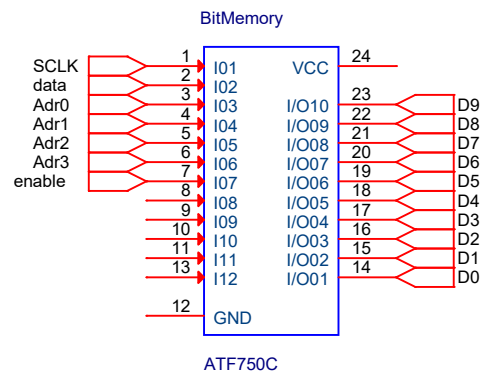 BitMemory
SCLK 1 I01 VCC 24
data 2 I02
Adr0 3 I03 I/O10 23 D9
Adr1 4 I04 I/O09 22 D8
Adr2 5 I05 I/O08 21 D7
Adr3 6 I06 I/O07 20 D6
enable 7 I07 I/O06 19 D5
8 I08 I/O05 18 D4
9 I09 I/O04 17 D3
10 I10 I/O03 16 D2
11 I11 I/O02 15 D1
13 I12 I/O01 14 D0
12 GND
ATF750C